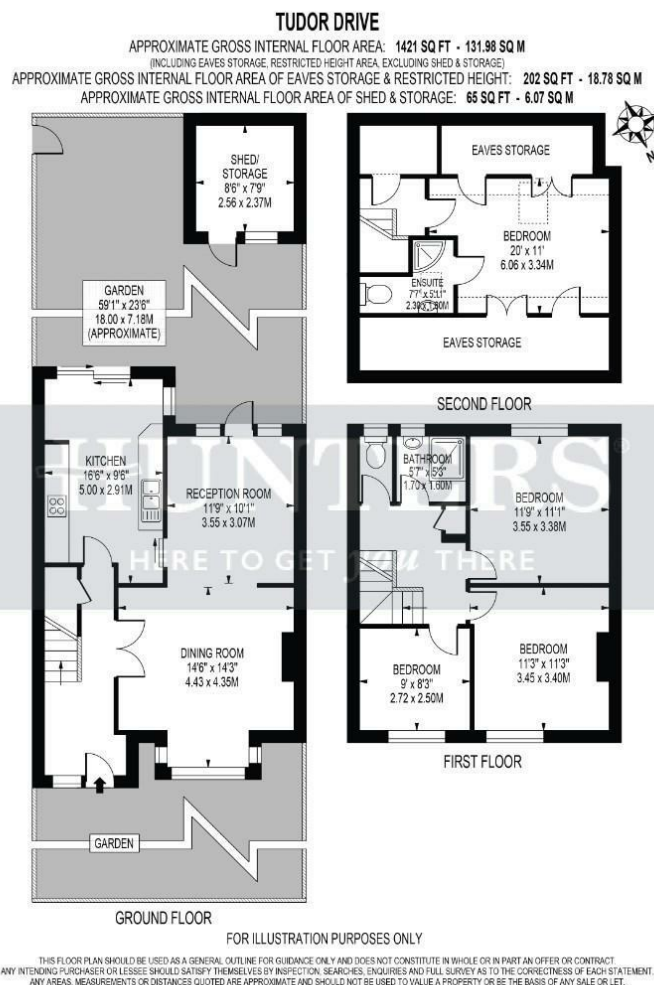 TUDOR DRIVE
APPROXIMATE GROSS INTERNAL FLOOR AREA: 1421 SQ FT - 131.98 SQ M
(INCLUDING EAVES STORAGE, RESTRICTED HEIGHT AREA, EXCLUDING SHED & STORAGE)
APPROXIMATE GROSS INTERNAL FLOOR AREA OF EAVES STORAGE & RESTRICTED HEIGHT: 202 SQ FT - 18.78 SQ M
APPROXIMATE GROSS INTERNAL FLOOR AREA OF SHED & STORAGE: 65 SQ FT - 6.07 SQ M
N
SHED/
STORAGE
8'6" x 7'9"
2.56 x 2.37M
GARDEN
59'1" x 23'6"
18.00 x 7.18M
(APPROXIMATE)
KITCHEN
16'6" x 9'6"
5.00 x 2.91M
RECEPTION ROOM
11'9" x 10'1"
3.55 x 3.07M
DINING ROOM
14'6" x 14'3"
4.43 x 4.35M
GARDEN
GROUND FLOOR
EAVES STORAGE
BEDROOM
20' x 11'
6.06 x 3.34M
ENSUITE
7'7" x 5'11"
EAVES STORAGE
SECOND FLOOR
BATHROOM
5'7" x 5'3"
1.70 x 1.60M
BEDROOM
11'9" x 11'1"
3.55 x 3.38M
BEDROOM
9' x 8'3"
2.72 x 2.50M
BEDROOM
11'3" x 11'3"
3.45 x 3.40M
FIRST FLOOR
HUNTERS®
HERE TO GET you THERE
FOR ILLUSTRATION PURPOSES ONLY
THIS FLOOR PLAN SHOULD BE USED AS A GENERAL OUTLINE FOR GUIDANCE ONLY AND DOES NOT CONSTITUTE IN WHOLE OR IN PART AN OFFER OR CONTRACT.
ANY INTENDING PURCHASER OR LESSEE SHOULD SATISFY THEMSELVES BY INSPECTION, SEARCHES, ENQUIRIES AND FULL SURVEY AS TO THE CORRECTNESS OF EACH STATEMENT.
ANY AREAS, MEASUREMENTS OR DISTANCES QUOTED ARE APPROXIMATE AND SHOULD NOT BE USED TO VALUE A PROPERTY OR BE THE BASIS OF ANY SALE OR LET.